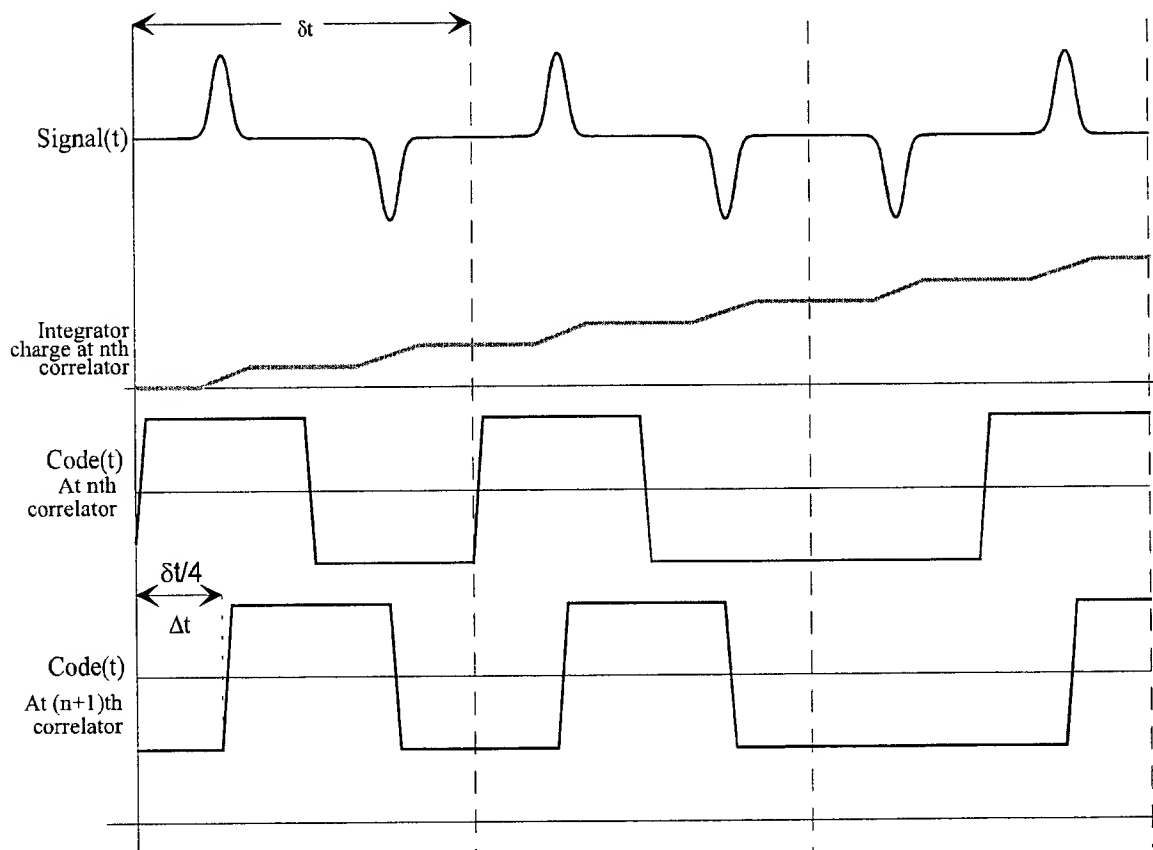 δt
Signal(t)
Integrator
charge at nth
correlator
Code(t)
At nth
correlator
δt/4
Δt
Code(t)
At (n+1)th
correlator